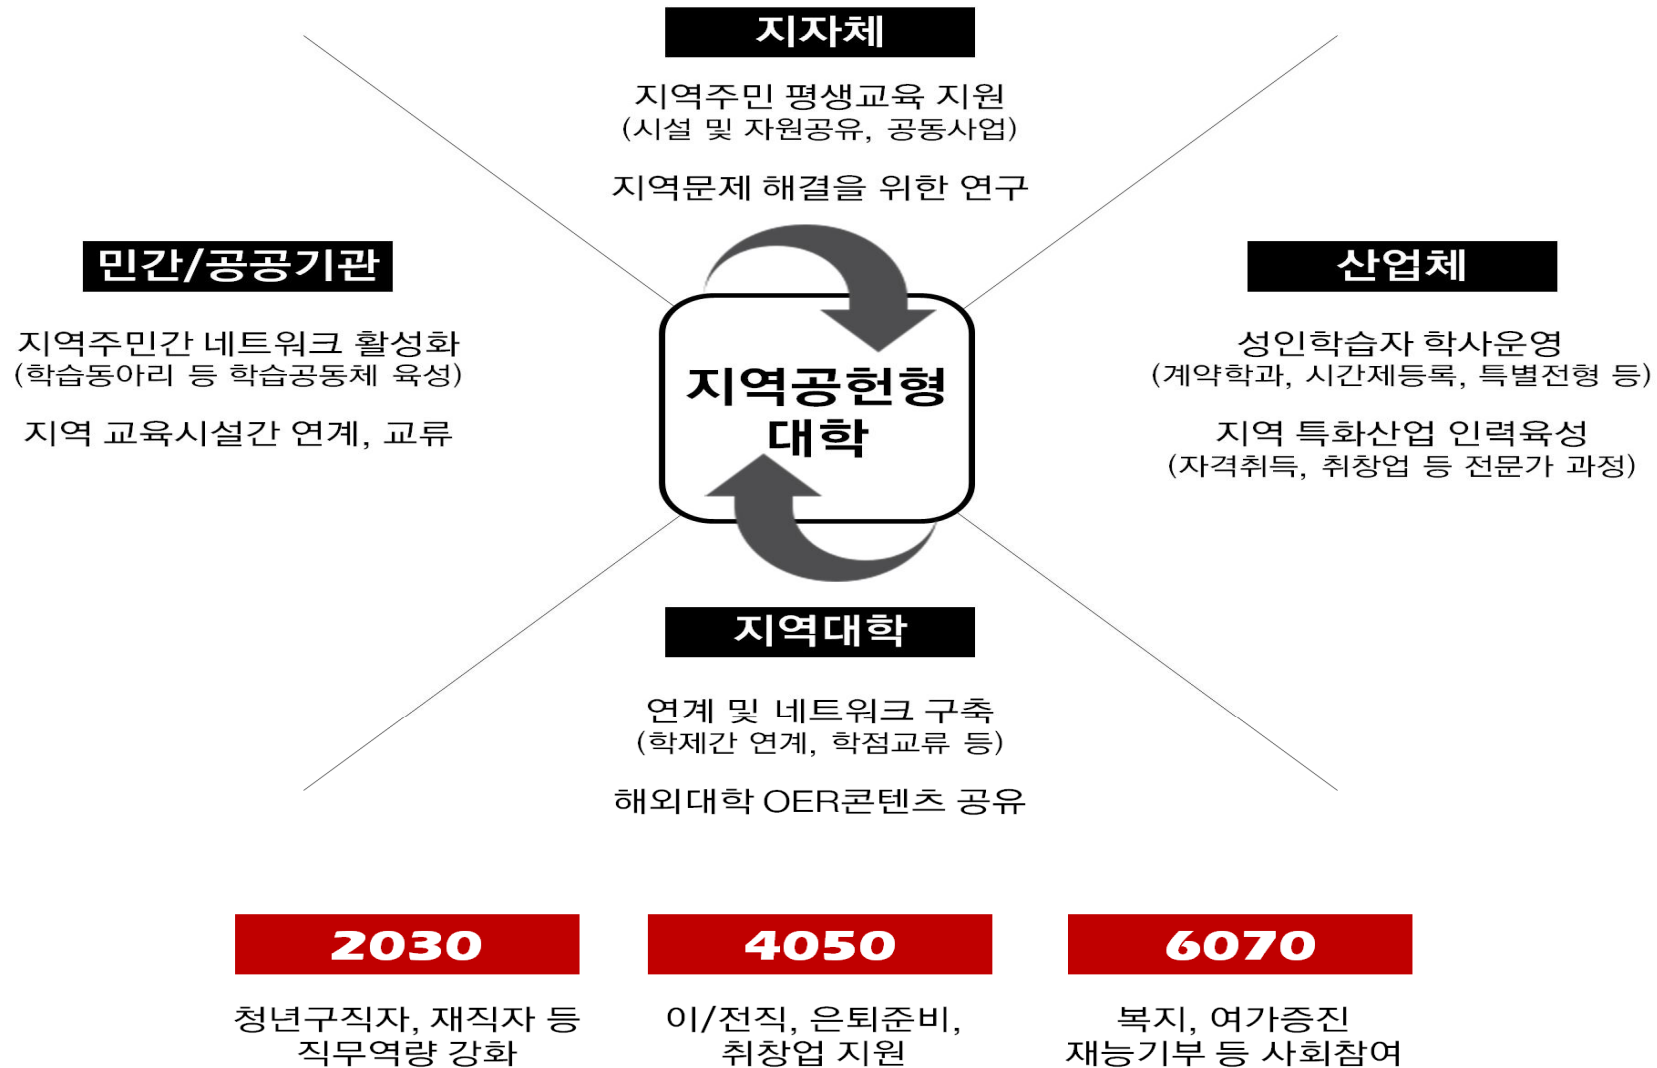 지자체
지역주민 평생교육 지원
(시설 및 자원공유, 공동사업)
지역문제 해결을 위한 연구
민간/공공기관
지역주민간 네트워크 활성화
(학습동아리 등 학습공동체 육성)
지역 교육시설간 연계, 교류
지역공헌형
대학
산업체
성인학습자 학사운영
(계약학과, 시간제등록, 특별전형 등)
지역 특화산업 인력육성
(자격취득, 취창업 등 전문가 과정)
지역대학
연계 및 네트워크 구축
(학제간 연계, 학점교류 등)
해외대학 OER콘텐츠 공유
2030
청년구직자, 재직자 등
직무역량 강화
4050
이/전직, 은퇴준비,
취창업 지원
6070
복지, 여가증진
재능기부 등 사회참여